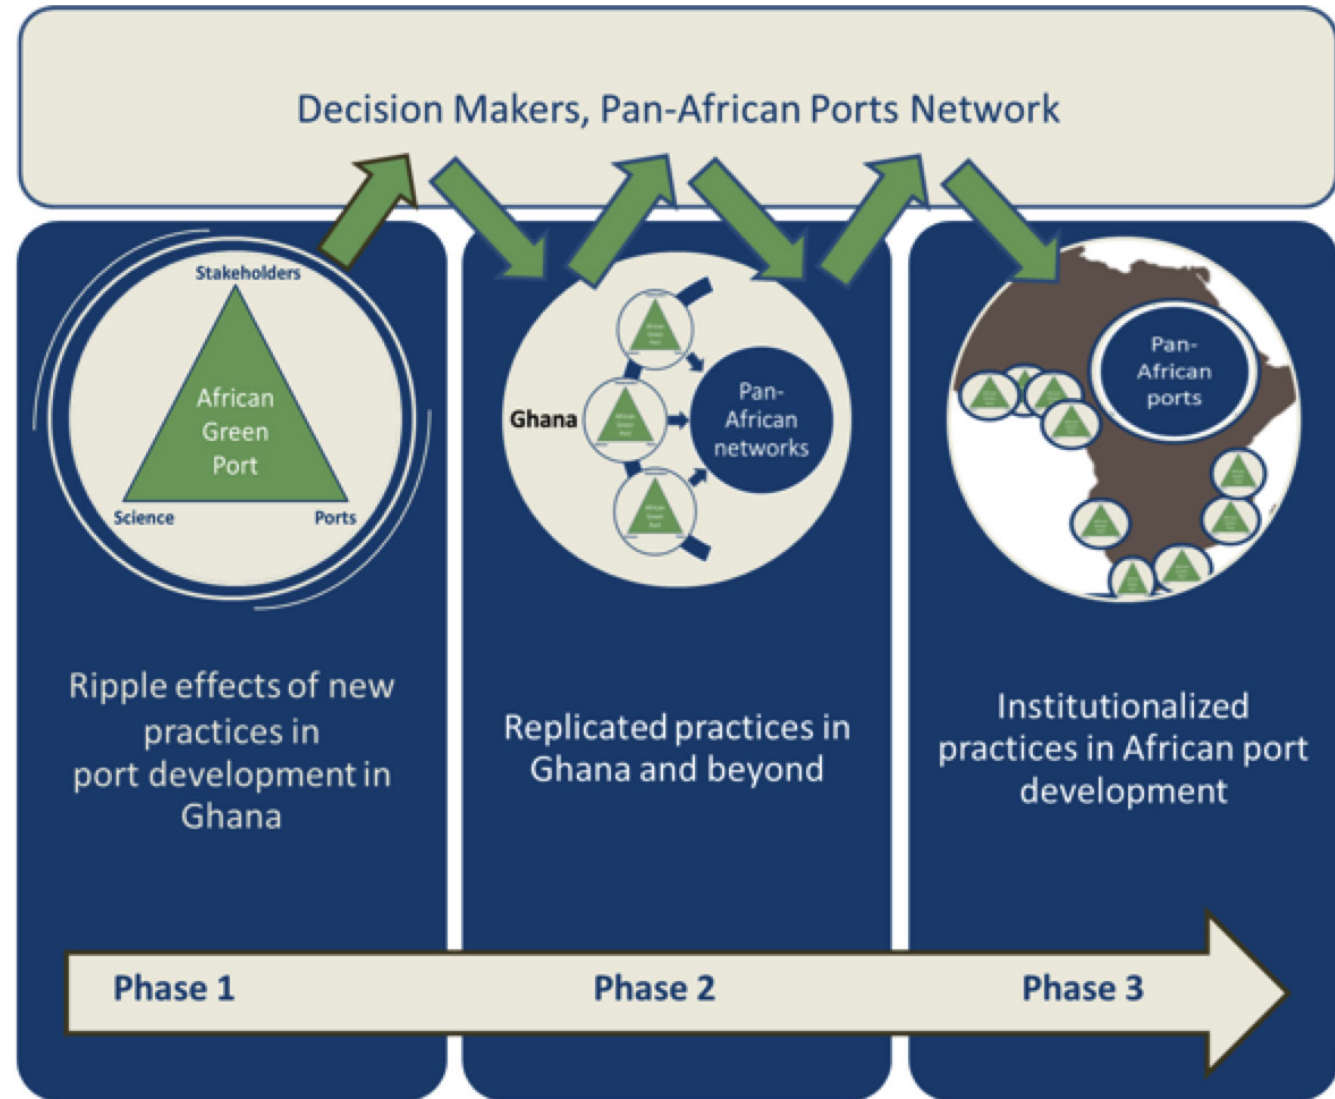 Decision Makers, Pan-African Ports Network
Stakeholders
African
Green
Port
Science
Ports
Ripple effects of new
practices in
port development in
Ghana
Ghana
Pan-
African
networks
Replicated practices in
Ghana and beyond
Pan-
African
ports
Institutionalized
practices in African port
development
Phase 1
Phase 2
Phase 3